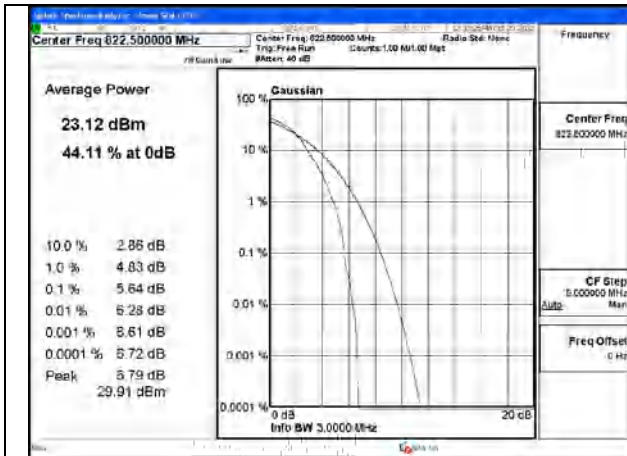 Center Freq 822.500000 MHz
Center Freq: 822.500000 MHz
Radio Std: None
Trig: Free Run
Counts:1.00 M/1.00 Mpt
#Atten: 40 dB
Frequency
Average Power
23.12 dBm
44.11 % at 0dB
10.0 % 2.86 dB
1.0 % 4.83 dB
0.1 % 5.64 dB
0.01 % 6.28 dB
0.001 % 6.61 dB
0.0001 % 6.72 dB
Peak 6.79 dB
29.91 dBm
Gaussian
100 %
10 %
1 %
0.1 %
0.01 %
0.001 %
0.0001 %
0 dB
20 dB
Info BW 3.0000 MHz
Center Freq
822.500000 MHz
CF Step
5.000000 MHz
Auto Man
Freq Offset
0 Hz